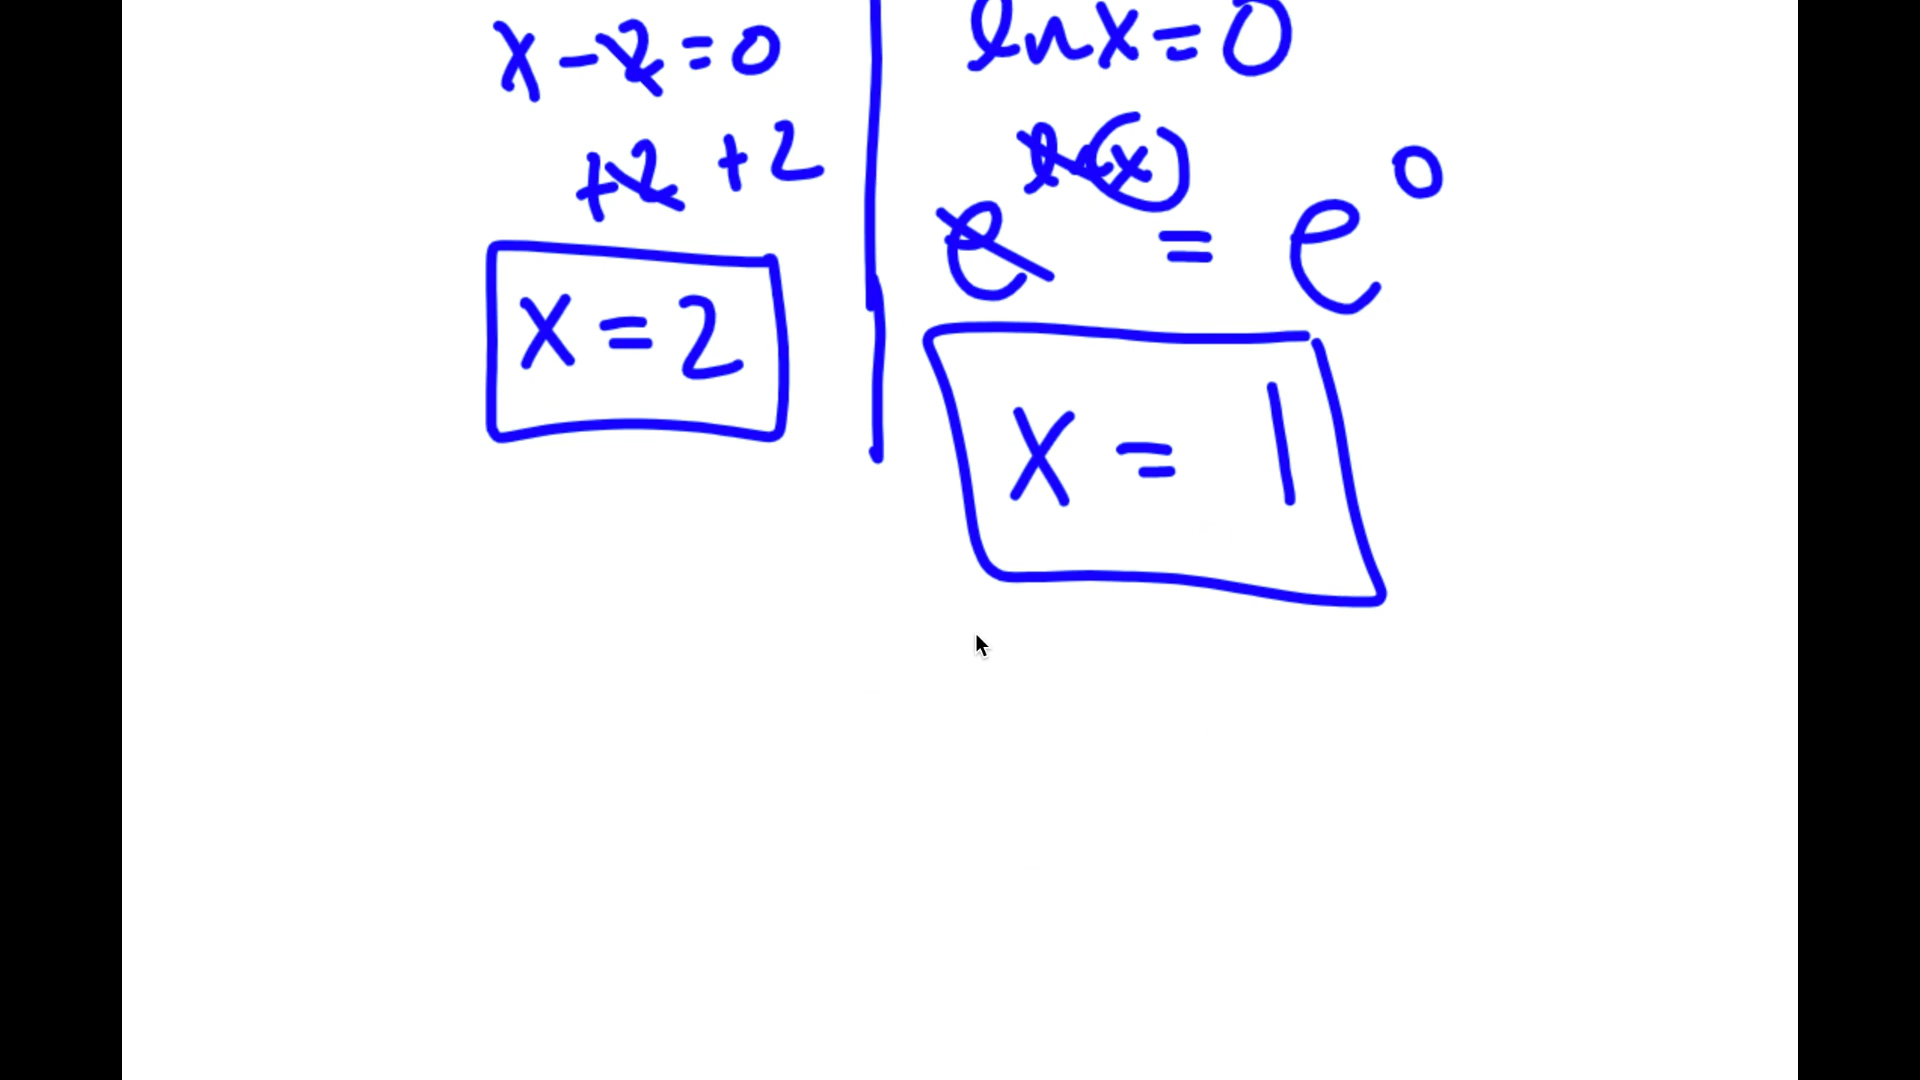 x - 2 = 0
+2 +2
x = 2
ln x = 0
e^ln(x) = e^0
x = 1